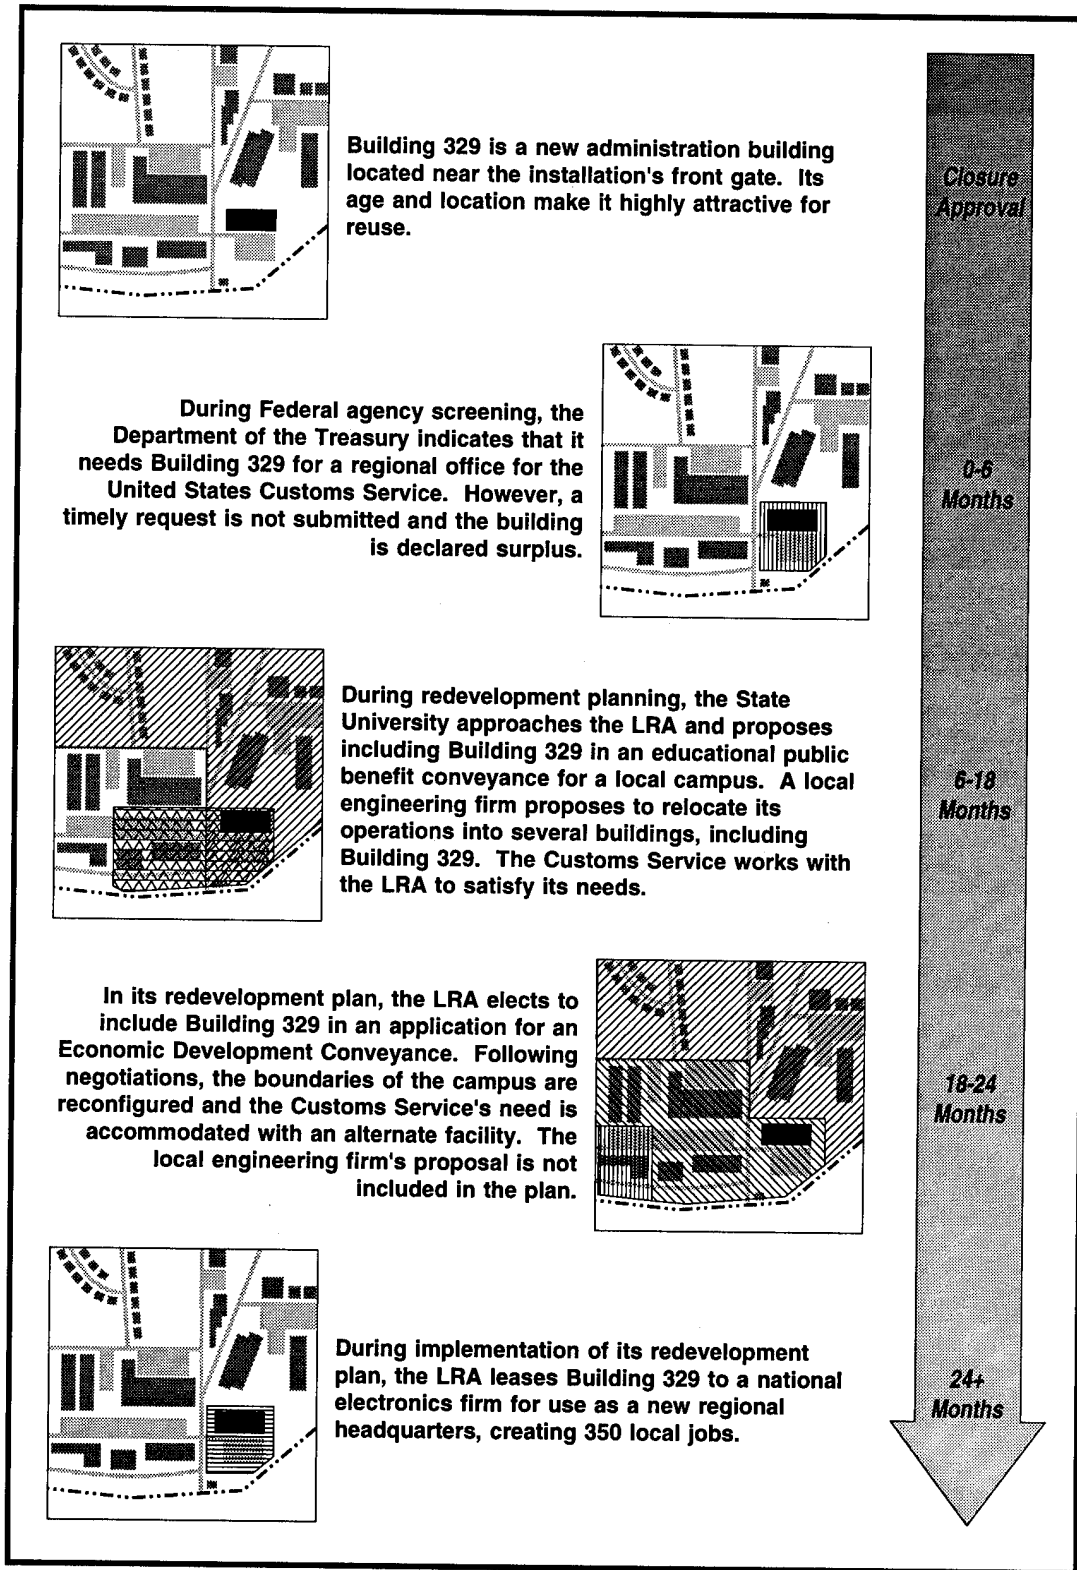 Building 329 is a new administration building
located near the installation's front gate. Its
age and location make it highly attractive for
reuse.
Closure
Approval
During Federal agency screening, the
Department of the Treasury indicates that it
needs Building 329 for a regional office for the
United States Customs Service. However, a
timely request is not submitted and the building
is declared surplus.
0-6
Months
During redevelopment planning, the State
University approaches the LRA and proposes
including Building 329 in an educational public
benefit conveyance for a local campus. A local
engineering firm proposes to relocate its
operations into several buildings, including
Building 329. The Customs Service works with
the LRA to satisfy its needs.
6-18
Months
In its redevelopment plan, the LRA elects to
include Building 329 in an application for an
Economic Development Conveyance. Following
negotiations, the boundaries of the campus are
reconfigured and the Customs Service's need is
accommodated with an alternate facility. The
local engineering firm's proposal is not
included in the plan.
18-24
Months
During implementation of its redevelopment
plan, the LRA leases Building 329 to a national
electronics firm for use as a new regional
headquarters, creating 350 local jobs.
24+
Months